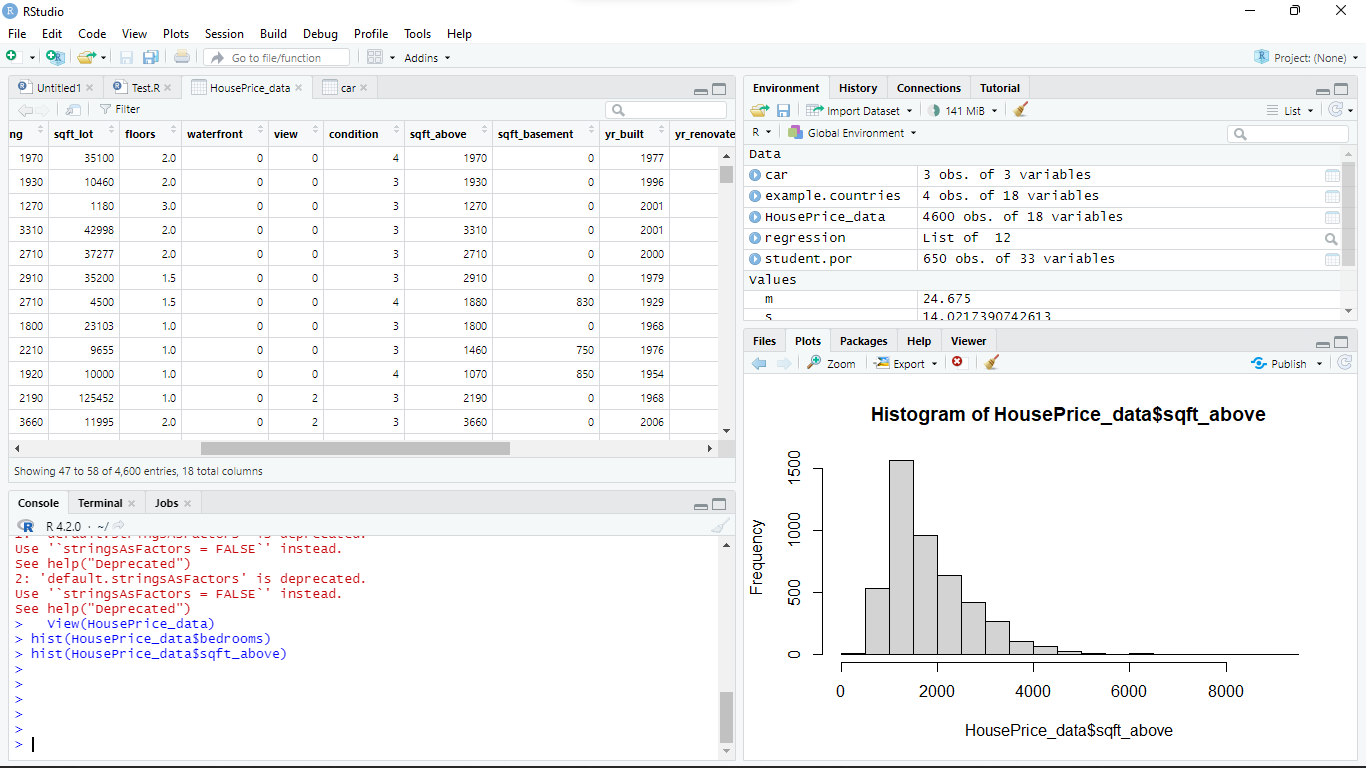 RStudio
File Edit Code View Plots Session Build Debug Profile Tools Help
Go to file/function Addins Project: (None)
Untitled1 Test.R HousePrice_data car
Filter
ng sqft_lot floors waterfront view condition sqft_above sqft_basement yr_built yr_renovate
1970 35100 2.0 0 0 4 1970 0 1977
1930 10460 2.0 0 0 3 1930 0 1996
1270 1180 3.0 0 0 3 1270 0 2001
3310 42998 2.0 0 0 3 3310 0 2001
2710 37277 2.0 0 0 3 2710 0 2000
2910 35200 1.5 0 0 3 2910 0 1979
2710 4500 1.5 0 0 4 1880 830 1929
1800 23103 1.0 0 0 3 1800 0 1968
2210 9655 1.0 0 0 3 1460 750 1976
1920 10000 1.0 0 0 4 1070 850 1954
2190 125452 1.0 0 2 3 2190 0 1968
3660 11995 2.0 0 2 3 3660 0 2006
Showing 47 to 58 of 4,600 entries, 18 total columns
Console Terminal Jobs
R 4.2.0 · ~/
1: 'default.stringsAsFactors' is deprecated.
Use '`stringsAsFactors = FALSE`' instead.
See help("Deprecated")
2: 'default.stringsAsFactors' is deprecated.
Use '`stringsAsFactors = FALSE`' instead.
See help("Deprecated")
>   View(HousePrice_data)
> hist(HousePrice_data$bedrooms)
> hist(HousePrice_data$sqft_above)
>
>
>
>
>
>
Environment History Connections Tutorial
Import Dataset 141 MiB List
R Global Environment
Data
car 3 obs. of 3 variables
example.countries 4 obs. of 18 variables
HousePrice_data 4600 obs. of 18 variables
regression List of 12
student.por 650 obs. of 33 variables
Values
m 24.675
s 14.0217390742613
Files Plots Packages Help Viewer
Zoom Export Publish
Histogram of HousePrice_data$sqft_above
Frequency
1500
1000
500
0
0 2000 4000 6000 8000
HousePrice_data$sqft_above